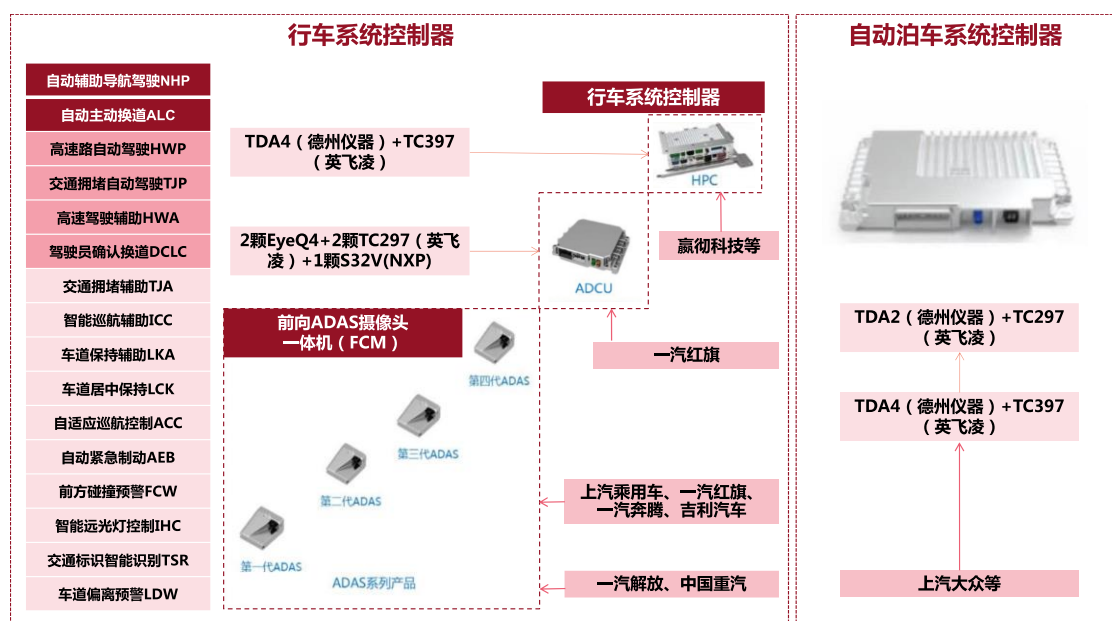 行车系统控制器
自动泊车系统控制器
自动辅助导航驾驶NHP
自动主动换道ALC
高速路自动驾驶HWP
交通拥堵自动驾驶TJP
高速驾驶辅助HWA
驾驶员确认换道DCLC
交通拥堵辅助TJA
智能巡航辅助ICC
车道保持辅助LKA
车道居中保持LCK
自适应巡航控制ACC
自动紧急制动AEB
前方碰撞预警FCW
智能远光灯控制IHC
交通标识智能识别TSR
车道偏离预警LDW
行车系统控制器
TDA4（德州仪器）+TC397
（英飞凌）
HPC
2颗EyeQ4+2颗TC297（英飞
凌）+1颗S32V(NXP)
嬴彻科技等
ADCU
前向ADAS摄像头
一体机（FCM）
一汽红旗
第四代ADAS
第三代ADAS
第二代ADAS
第一代ADAS
ADAS系列产品
上汽乘用车、一汽红旗、
一汽奔腾、吉利汽车
一汽解放、中国重汽
TDA2（德州仪器）+TC297
（英飞凌）
TDA4（德州仪器）+TC397
（英飞凌）
上汽大众等